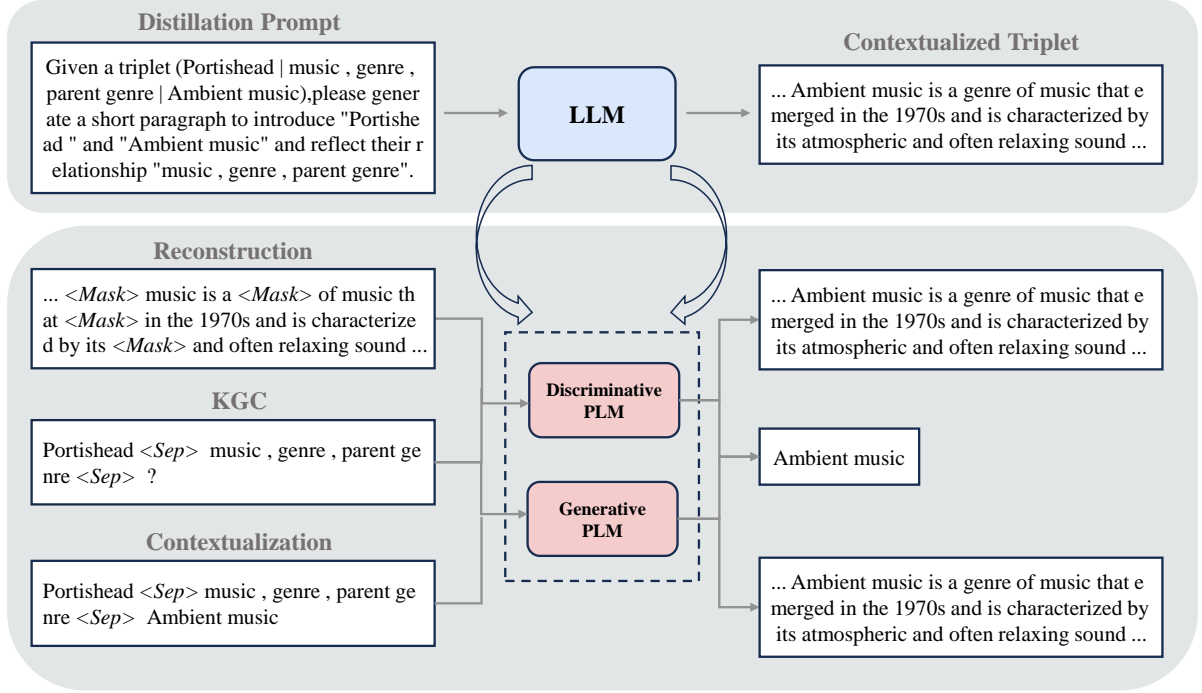 Distillation Prompt
Given a triplet (Portishead | music , genre ,
parent genre | Ambient music),please gener
ate a short paragraph to introduce "Portishe
ad " and "Ambient music" and reflect their r
elationship "music , genre , parent genre".
LLM
Contextualized Triplet
... Ambient music is a genre of music that e
merged in the 1970s and is characterized by
its atmospheric and often relaxing sound ...
Reconstruction
... <Mask> music is a <Mask> of music th
at <Mask> in the 1970s and is characterize
d by its <Mask> and often relaxing sound ...
KGC
Portishead <Sep> music , genre , parent ge
nre <Sep> ?
Contextualization
Portishead <Sep> music , genre , parent ge
nre <Sep> Ambient music
Discriminative
PLM
Generative
PLM
... Ambient music is a genre of music that e
merged in the 1970s and is characterized by
its atmospheric and often relaxing sound ...
Ambient music
... Ambient music is a genre of music that e
merged in the 1970s and is characterized by
its atmospheric and often relaxing sound ...